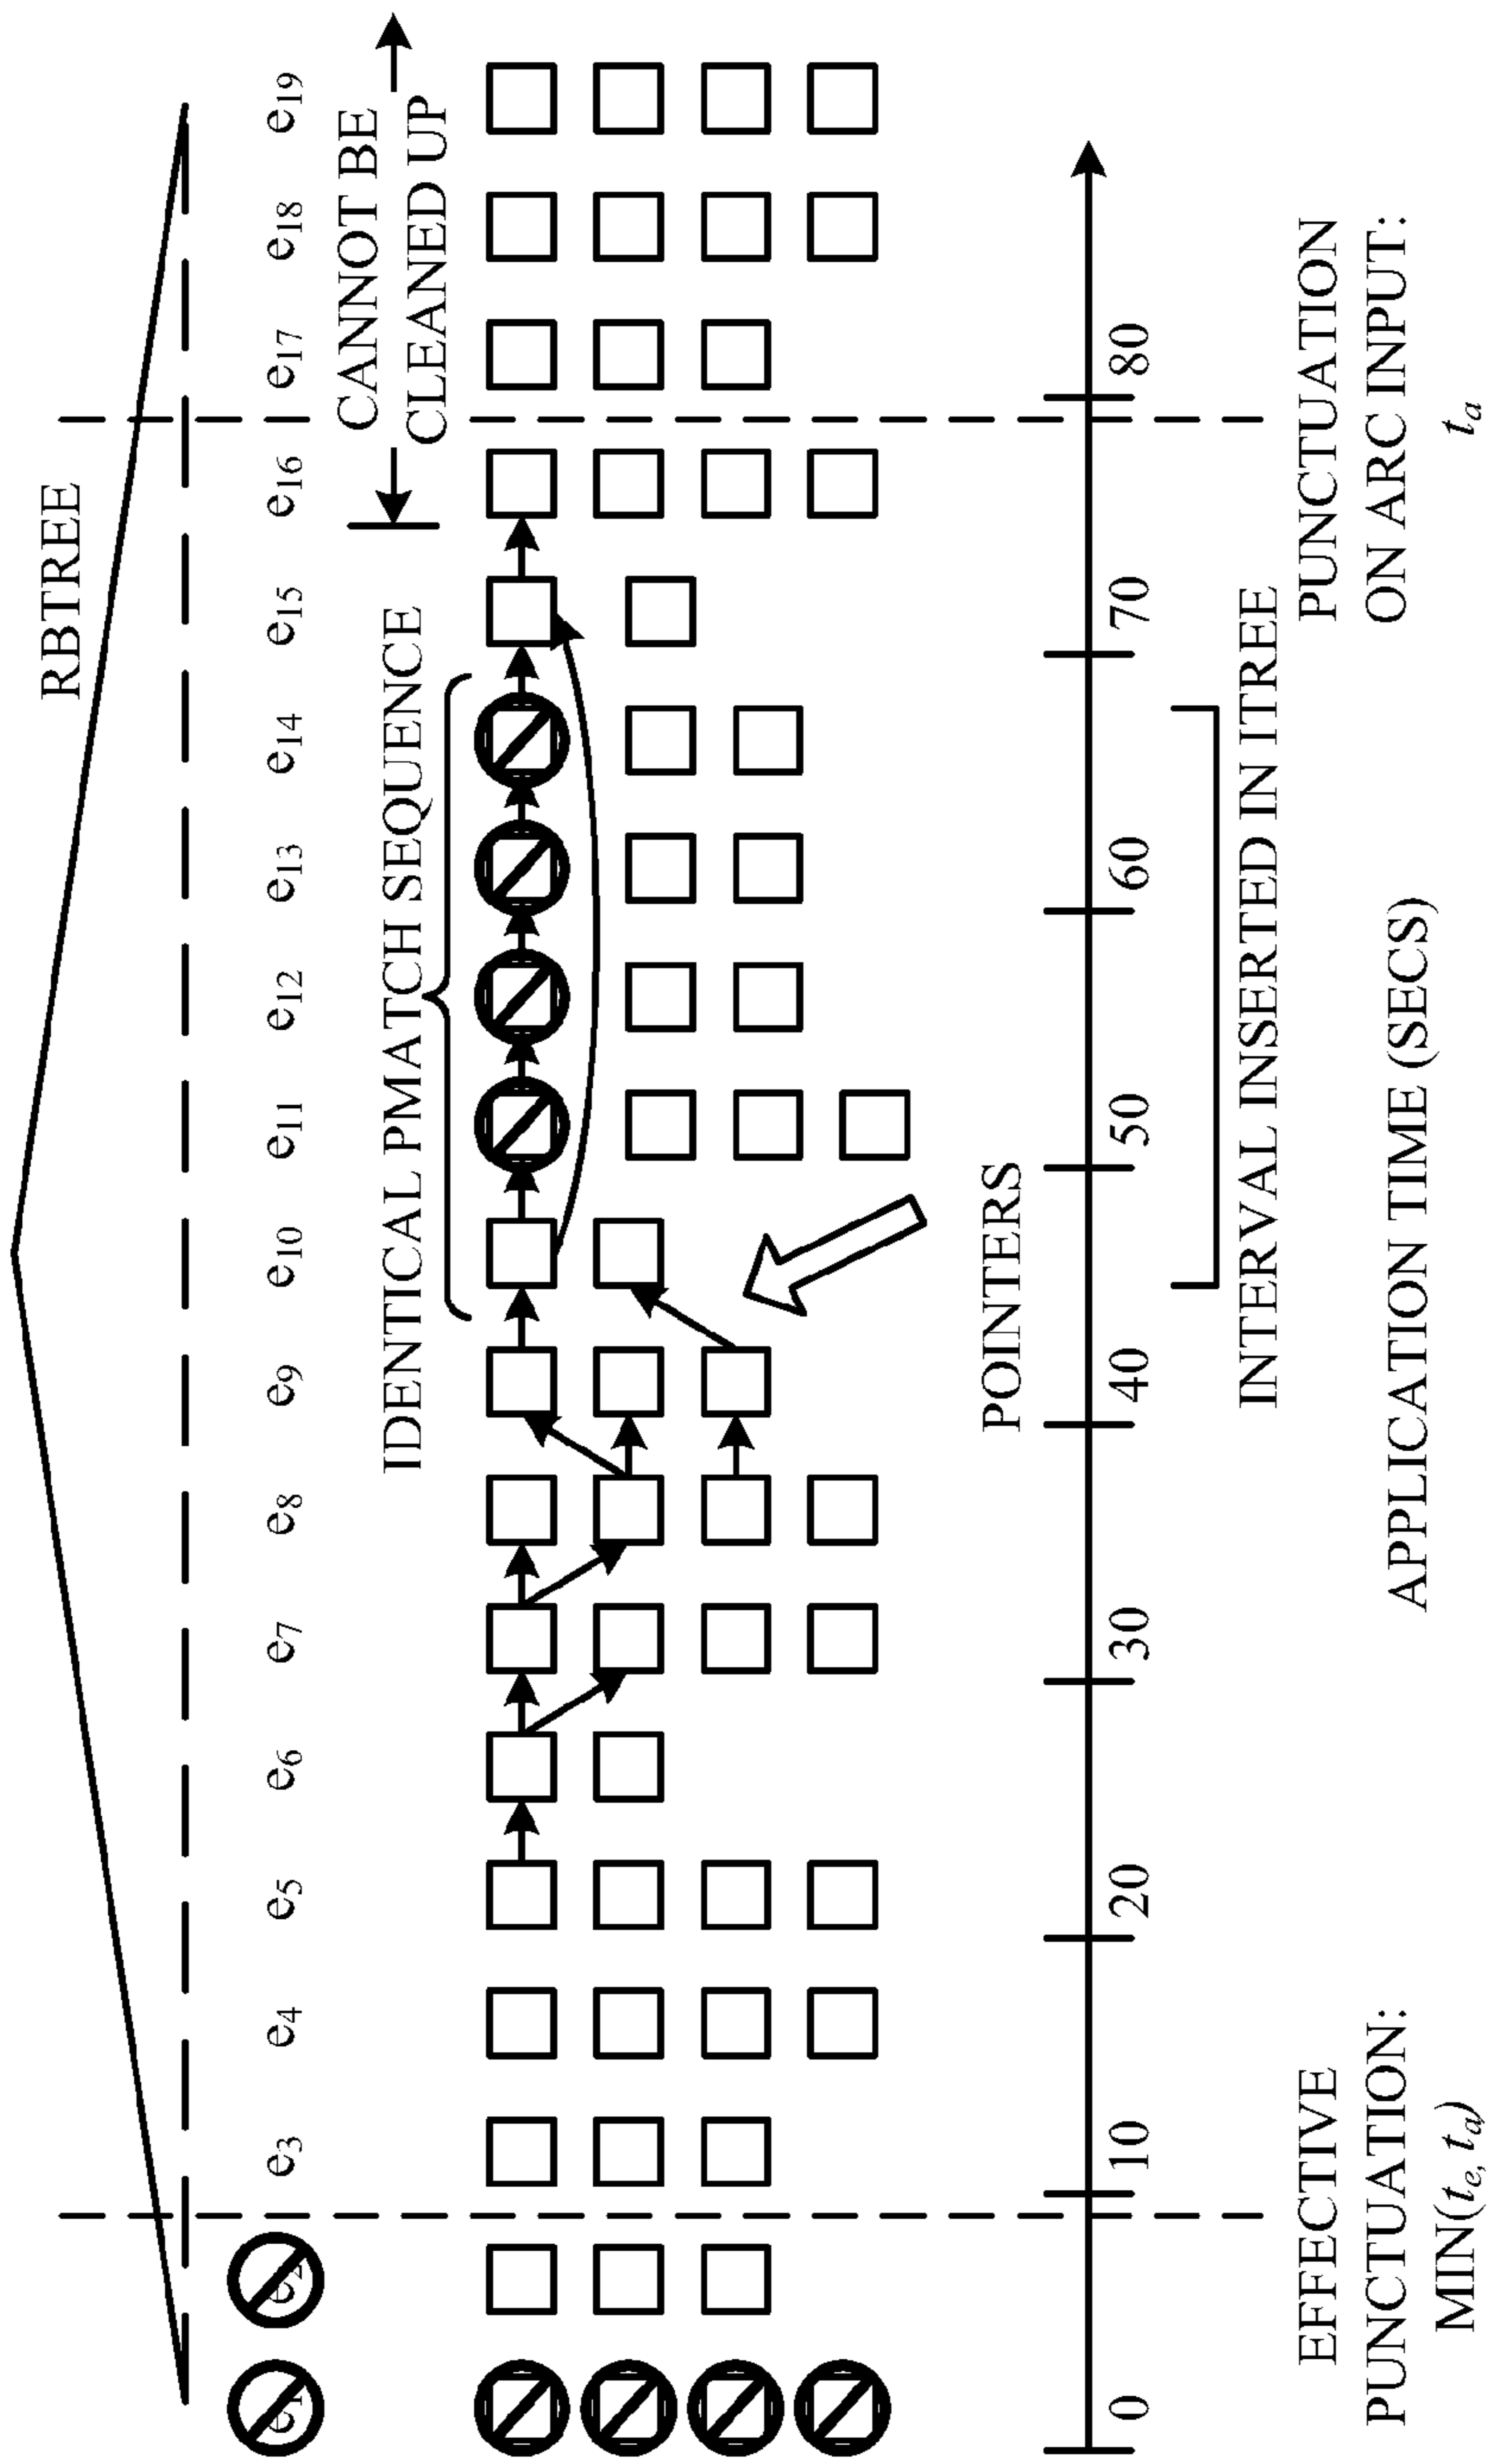 RBTREE
e1 e2 e3 e4 e5 e6 e7 e8 e9 e10 e11 e12 e13 e14 e15 e16 e17 e18 e19
CANNOT BE
CLEANED UP
IDENTICAL PMATCH SEQUENCE
POINTERS
0 10 20 30 40 50 60 70 80
INTERVAL INSERTED IN ITREE
EFFECTIVE
PUNCTUATION:
MIN(te, ta)
APPLICATION TIME (SECS)
PUNCTUATION
ON ARC INPUT:
ta